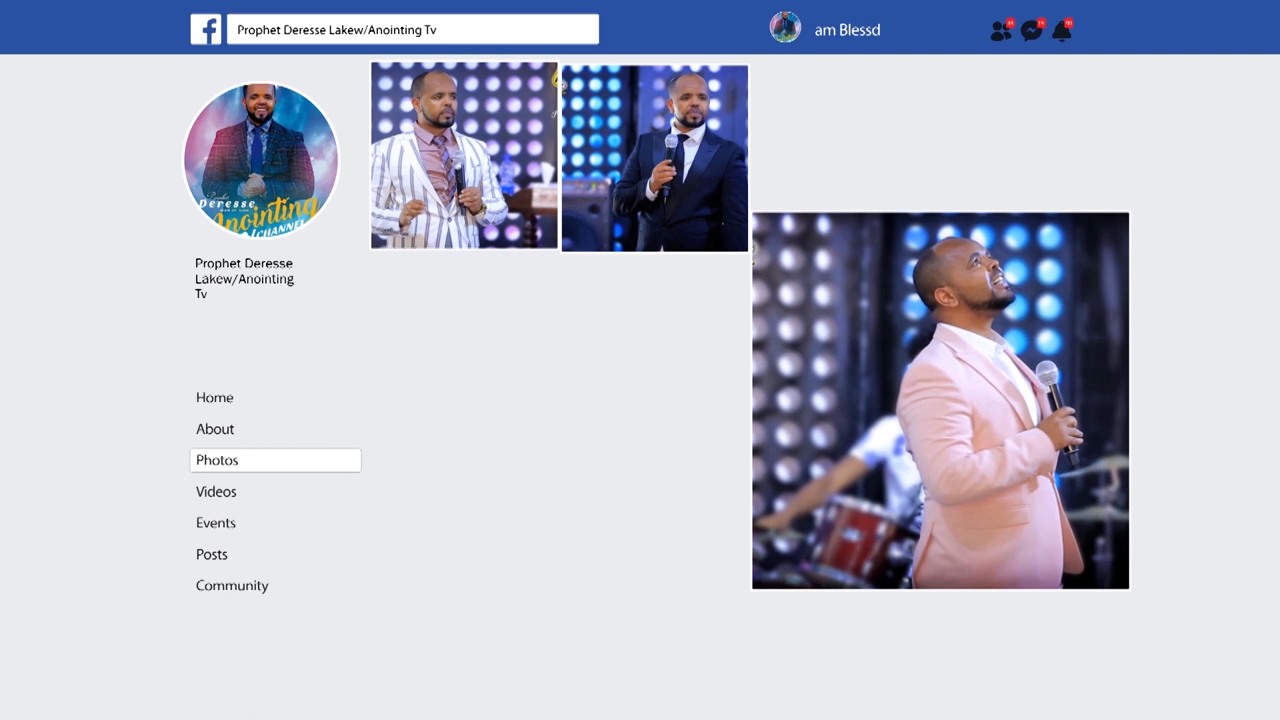 Prophet Deresse Lakew/Anointing Tv
am Blessd
Deresse
Anointing
CHANNEL
Prophet Deresse
Lakew/Anointing
Tv
Home
About
Photos
Videos
Events
Posts
Community